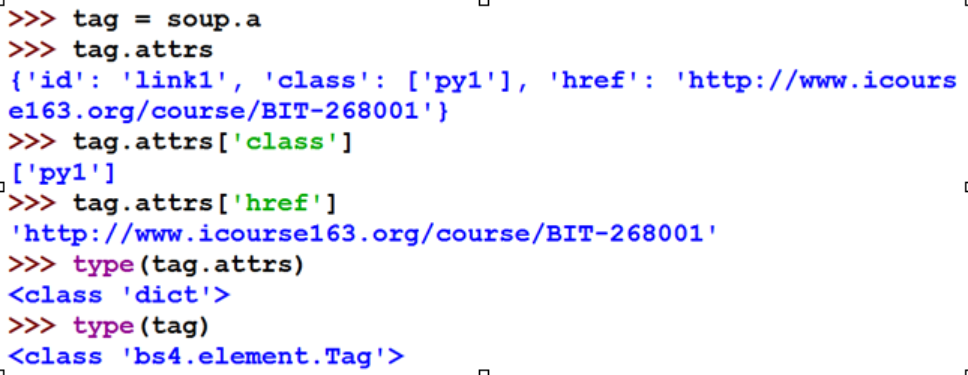 >>> tag = soup.a
>>> tag.attrs
{'id': 'link1', 'class': ['py1'], 'href': 'http://www.icours
e163.org/course/BIT-268001'}
>>> tag.attrs['class']
['py1']
>>> tag.attrs['href']
'http://www.icourse163.org/course/BIT-268001'
>>> type(tag.attrs)
<class 'dict'>
>>> type(tag)
<class 'bs4.element.Tag'>